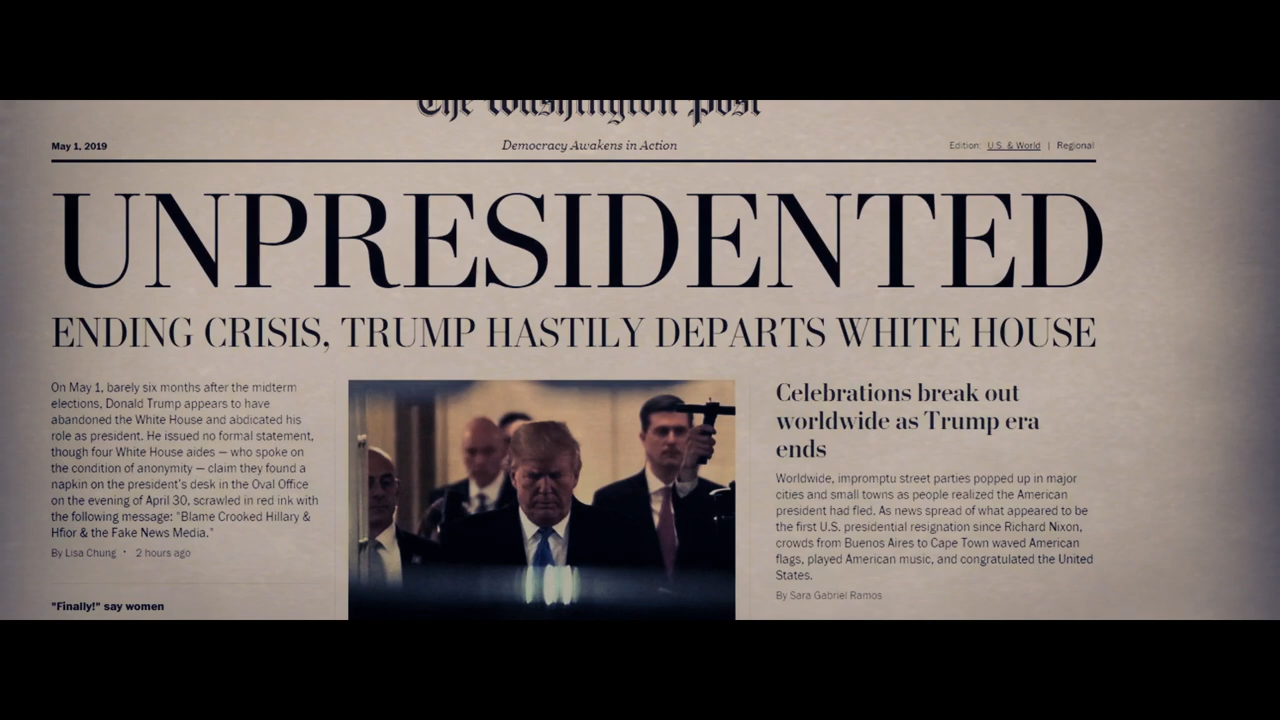 The Washington Post
May 1, 2019
Democracy Awakens in Action
Edition: U.S. & World | Regional
UNPRESIDENTED
ENDING CRISIS, TRUMP HASTILY DEPARTS WHITE HOUSE
On May 1, barely six months after the midterm
elections, Donald Trump appears to have
abandoned the White House and abdicated his
role as president. He issued no formal statement,
though four White House aides — who spoke on
the condition of anonymity — claim they found a
napkin on the president's desk in the Oval Office
on the evening of April 30, scrawled in red ink with
the following message: "Blame Crooked Hillary &
Hfior & the Fake News Media."
By Lisa Chung • 2 hours ago
"Finally!" say women
Celebrations break out
worldwide as Trump era
ends
Worldwide, impromptu street parties popped up in major
cities and small towns as people realized the American
president had fled. As news spread of what appeared to be
the first U.S. presidential resignation since Richard Nixon,
crowds from Buenos Aires to Cape Town waved American
flags, played American music, and congratulated the United
States.
By Sara Gabriel Ramos